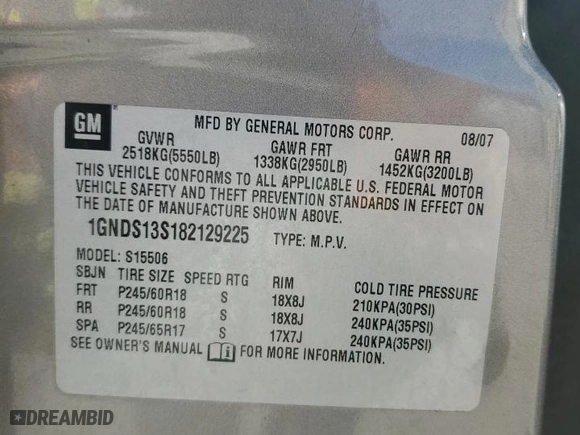 GM
MFD BY GENERAL MOTORS CORP. 08/07
GVWR GAWR FRT GAWR RR
2518KG(5550LB) 1338KG(2950LB) 1452KG(3200LB)
THIS VEHICLE CONFORMS TO ALL APPLICABLE U.S. FEDERAL MOTOR
VEHICLE SAFETY AND THEFT PREVENTION STANDARDS IN EFFECT ON
THE DATE OF MANUFACTURE SHOWN ABOVE.
1GNDS13S182129225 TYPE: M.P.V.
MODEL: S15506
SBJN TIRE SIZE SPEED RTG RIM COLD TIRE PRESSURE
FRT P245/60R18 S 18X8J 210KPA(30PSI)
RR P245/60R18 S 18X8J 240KPA(35PSI)
SPA P245/65R17 S 17X7J 240KPA(35PSI)
SEE OWNER'S MANUAL FOR MORE INFORMATION.
DREAMBID